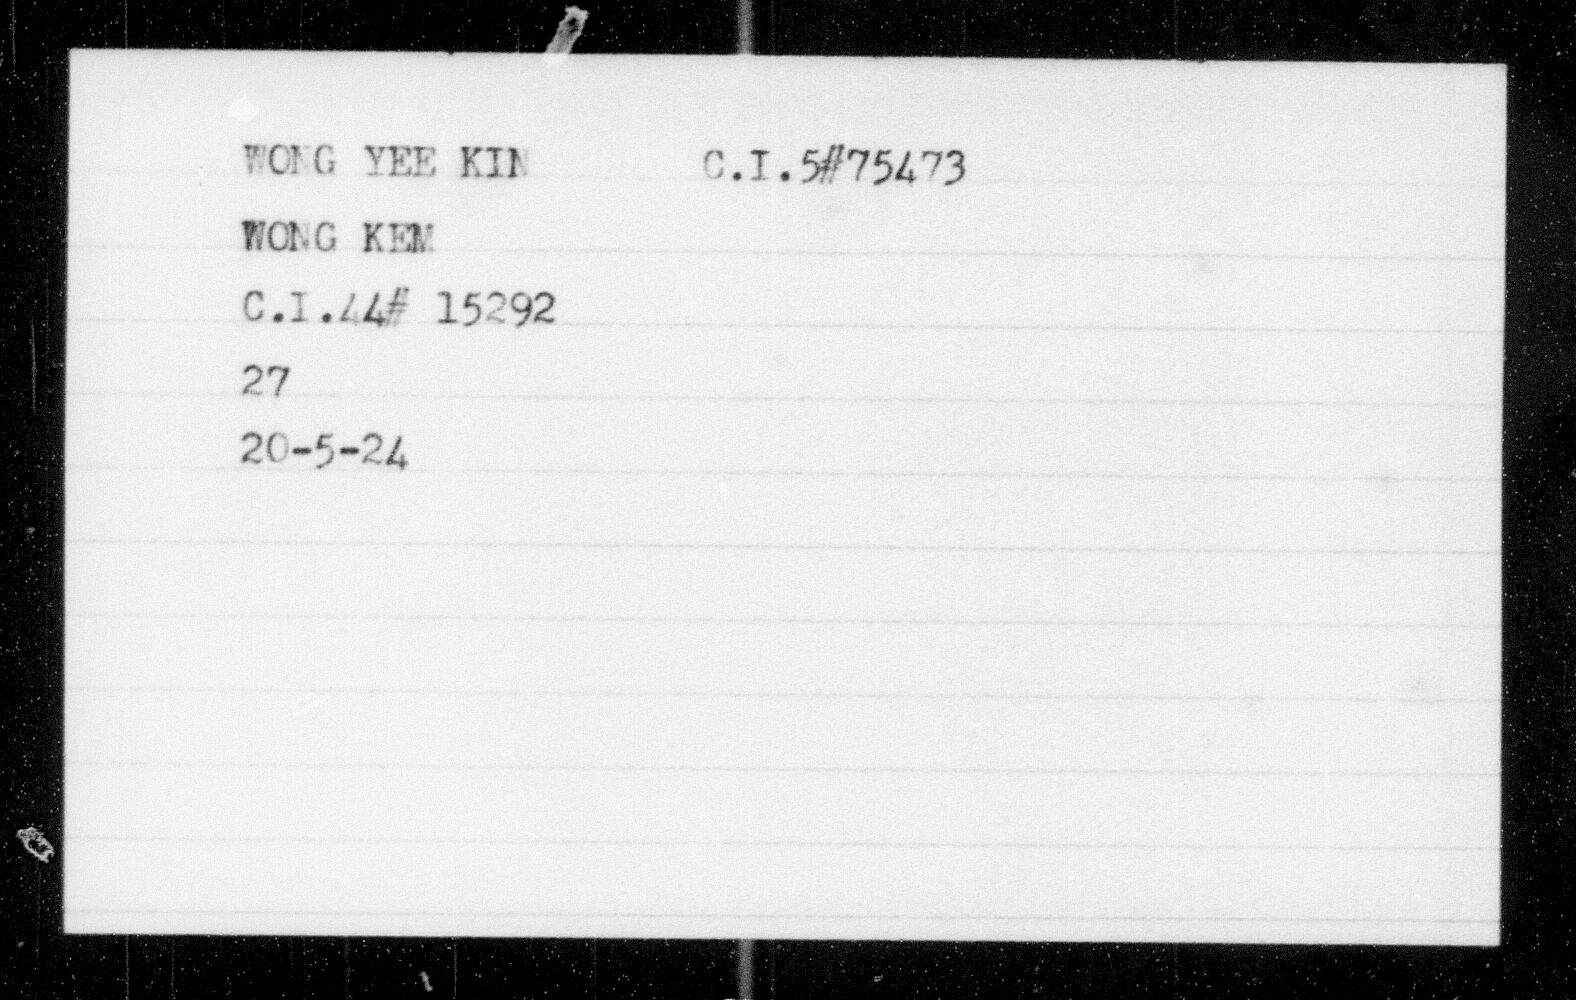 WONG YEE KIN C.I.5#75473
WONG KEM
C.I.44# 15292
27
20-5-24